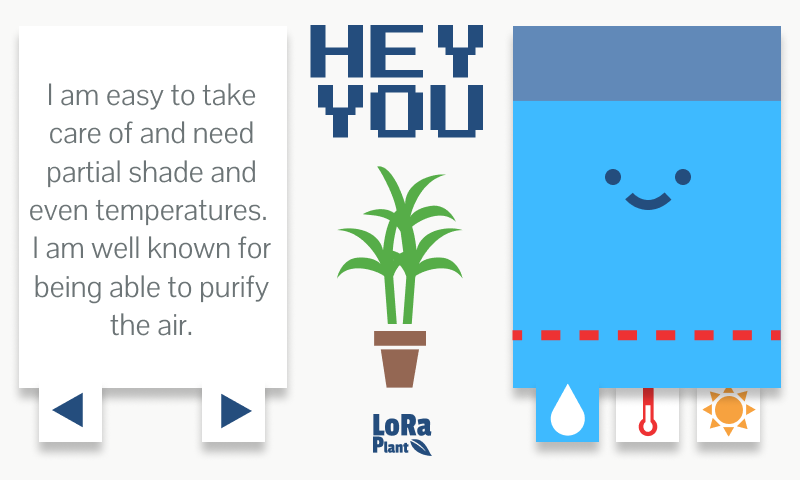 I am easy to take
care of and need
partial shade and
even temperatures.
I am well known for
being able to purify
the air.
HEY
YOU
LoRa
Plant